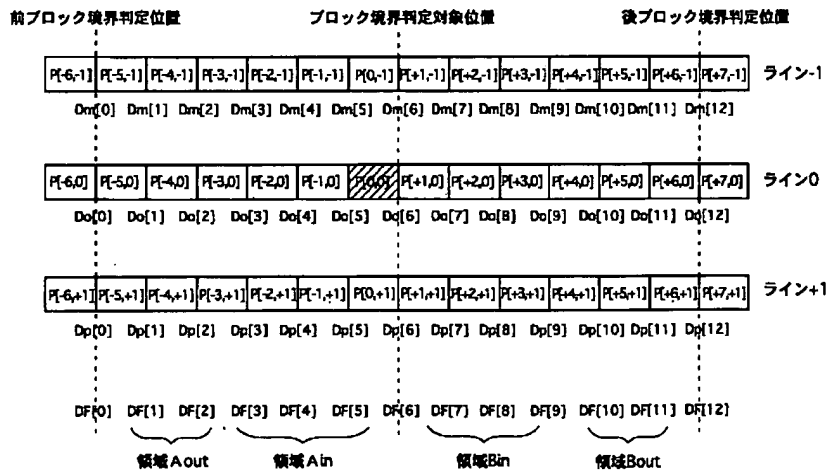 前ブロック境界判定位置 ブロック境界判定対象位置 後ブロック境界判定位置
P[-6,-1] P[-5,-1] P[-4,-1] P[-3,-1] P[-2,-1] P[-1,-1] P[0,-1] P[+1,-1] P[+2,-1] P[+3,-1] P[+4,-1] P[+5,-1] P[+6,-1] P[+7,-1] ライン-1
Dm[0] Dm[1] Dm[2] Dm[3] Dm[4] Dm[5] Dm[6] Dm[7] Dm[8] Dm[9] Dm[10] Dm[11] Dm[12]
P[-6,0] P[-5,0] P[-4,0] P[-3,0] P[-2,0] P[-1,0] P[0,0] P[+1,0] P[+2,0] P[+3,0] P[+4,0] P[+5,0] P[+6,0] P[+7,0] ライン0
Do[0] Do[1] Do[2] Do[3] Do[4] Do[5] Do[6] Do[7] Do[8] Do[9] Do[10] Do[11] Do[12]
P[-6,+1] P[-5,+1] P[-4,+1] P[-3,+1] P[-2,+1] P[-1,+1] P[0,+1] P[+1,+1] P[+2,+1] P[+3,+1] P[+4,+1] P[+5,+1] P[+6,+1] P[+7,+1] ライン+1
Dp[0] Dp[1] Dp[2] Dp[3] Dp[4] Dp[5] Dp[6] Dp[7] Dp[8] Dp[9] Dp[10] Dp[11] Dp[12]
DF[0] DF[1] DF[2] DF[3] DF[4] DF[5] DF[6] DF[7] DF[8] DF[9] DF[10] DF[11] DF[12]
領域Aout 領域Ain 領域Bin 領域Bout